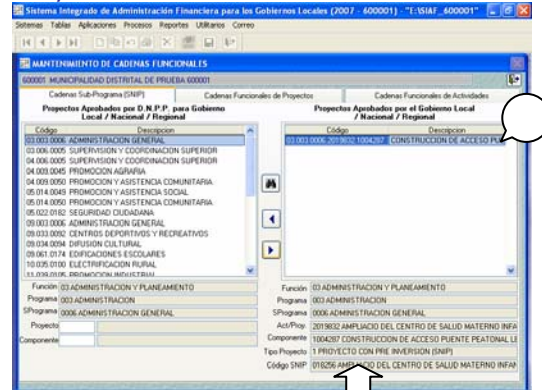 Sistema Integrado de Administración Financiera para los Gobiernos Locales (2007 - 600001) - "E:\SIAF_600001"
Sistemas Tablas Aplicaciones Procesos Reportes Utilitarios Correo
MANTENIMIENTO DE CADENAS FUNCIONALES
600001 MUNICIPALIDAD DISTRITAL DE PRUEBA 600001
Cadenas Sub-Programa (SNIP) Cadenas Funcionales de Proyectos Cadenas Funcionales de Actividades
Proyectos Aprobados por D.N.P.P. para Gobierno Local / Nacional / Regional
Proyectos Aprobados por el Gobierno Local / Nacional / Regional
Código Descripcion
03.003.0006 ADMINISTRACION GENERAL
03.006.0005 SUPERVISION Y COORDINACION SUPERIOR
04.006.0005 SUPERVISION Y COORDINACION SUPERIOR
04.009.0045 PROMOCION AGRARIA
04.009.0050 PROMOCION Y ASISTENCIA COMUNITARIA
05.014.0049 PROMOCION Y ASISTENCIA SOCIAL
05.014.0050 PROMOCION Y ASISTENCIA COMUNITARIA
05.022.0182 SEGURIDAD CIUDADANA
09.003.0006 ADMINISTRACION GENERAL
09.033.0092 CENTROS DEPORTIVOS Y RECREATIVOS
09.034.0094 DIFUSION CULTURAL
09.061.0174 EDIFICACIONES ESCOLARES
10.035.0100 ELECTRIFICACION RURAL
11.039.0105 PROMOCION INDUSTRIAL
Código Descripcion
03.003.0006.2019832.1004287 CONSTRUCCION DE ACCESO PU
Función 03 ADMINISTRACION Y PLANEAMIENTO
Programa 003 ADMINISTRACION
SPrograma 0006 ADMINISTRACION GENERAL
Proyecto
Componente
Función 03 ADMINISTRACION Y PLANEAMIENTO
Programa 003 ADMINISTRACION
SPrograma 0006 ADMINISTRACION GENERAL
Act/Proy. 2019832 AMPLIACIO DEL CENTRO DE SALUD MATERNO INFA
Componente 1004287 CONSTRUCCION DE ACCESO PUENTE PEATONAL LE
Tipo Proyecto 1 PROYECTO CON PRE INVERSION (SNIP)
Código SNIP 018256 AMPLIACIO DEL CENTRO DE SALUD MATERNO INFAN